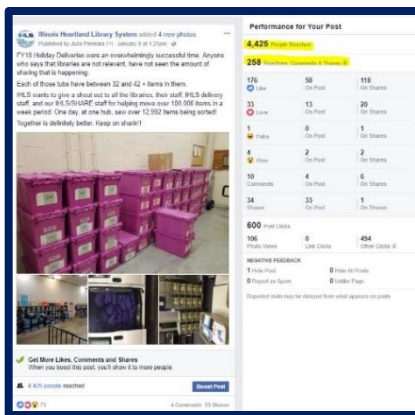 Illinois Heartland Library System added 4 new photos
Published by Julia Pernicka · January 9 at 1:21pm
FY18 Holiday Deliveries were an overwhelmingly successful time. Anyone
who says that libraries are not relevant, have not seen the amount of
sharing that is happening.
Each of those tubs have between 32 and 42 + items in them.
IHLS wants to give a shout out to all the libraries, their staff, IHLS delivery
staff, and our IHLS/SHARE staff for helping move over 100,000 items in a
week period. One day, at one hub, saw over 12,992 items being sorted!
Together is definitely better. Keep on sharin'!
Get More Likes, Comments and Shares
When you boost this post, you'll show it to more people.
4,425 people reached
Boost Post
71
4 Comments 33 Shares
Performance for Your Post
4,425 People Reached
258 Reactions, Comments & Shares
176 58 118
Like On Post On Shares
33 13 20
Love On Post On Shares
1 0 1
Haha On Post On Shares
4 2 2
Wow On Post On Shares
10 4 6
Comments On Post On Shares
34 33 1
Shares On Post On Shares
600 Post Clicks
106 0 494
Photo Views Link Clicks Other Clicks
NEGATIVE FEEDBACK
1 Hide Post 0 Hide All Posts
0 Report as Spam 0 Unlike Page
Reported stats may be delayed from what appears on posts